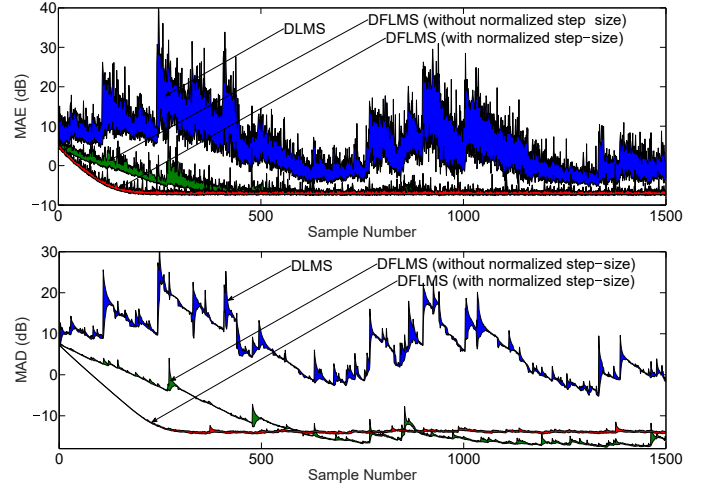 40
30
20
10
0
−10
MAE (dB)
DLMS
DFLMS (without normalized step size)
DFLMS (with normalized step−size)
0
500
1000
1500
Sample Number
30
20
10
0
−10
MAD (dB)
DLMS
DFLMS (without normalized step−size)
DFLMS (with normalized step−size)
0
500
1000
1500
Sample Number